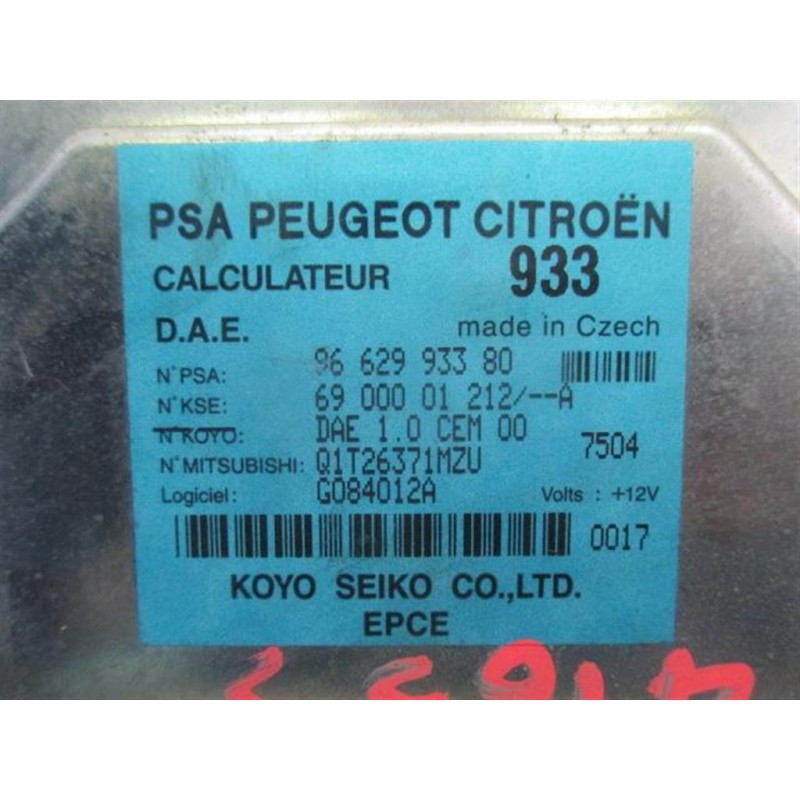 PSA PEUGEOT CITROËN
CALCULATEUR 933
D.A.E. made in Czech
N°PSA: 96 629 933 80
N°KSE: 69 000 01 212/--A
N°KOYO: DAE 1.0 CEM 00
7504
N°MITSUBISHI: Q1T26371MZU
Logiciel: G084012A Volts : +12V
0017
KOYO SEIKO CO.,LTD.
EPCE